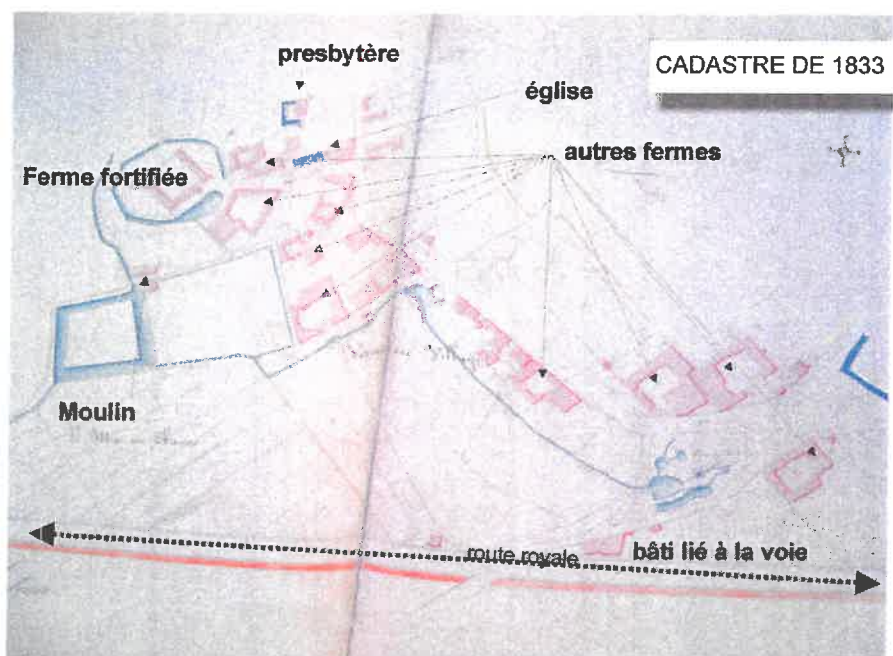 CADASTRE DE 1833
presbytère
église
autres fermes
Ferme fortifiée
Moulin
route royale
bâti lié à la voie